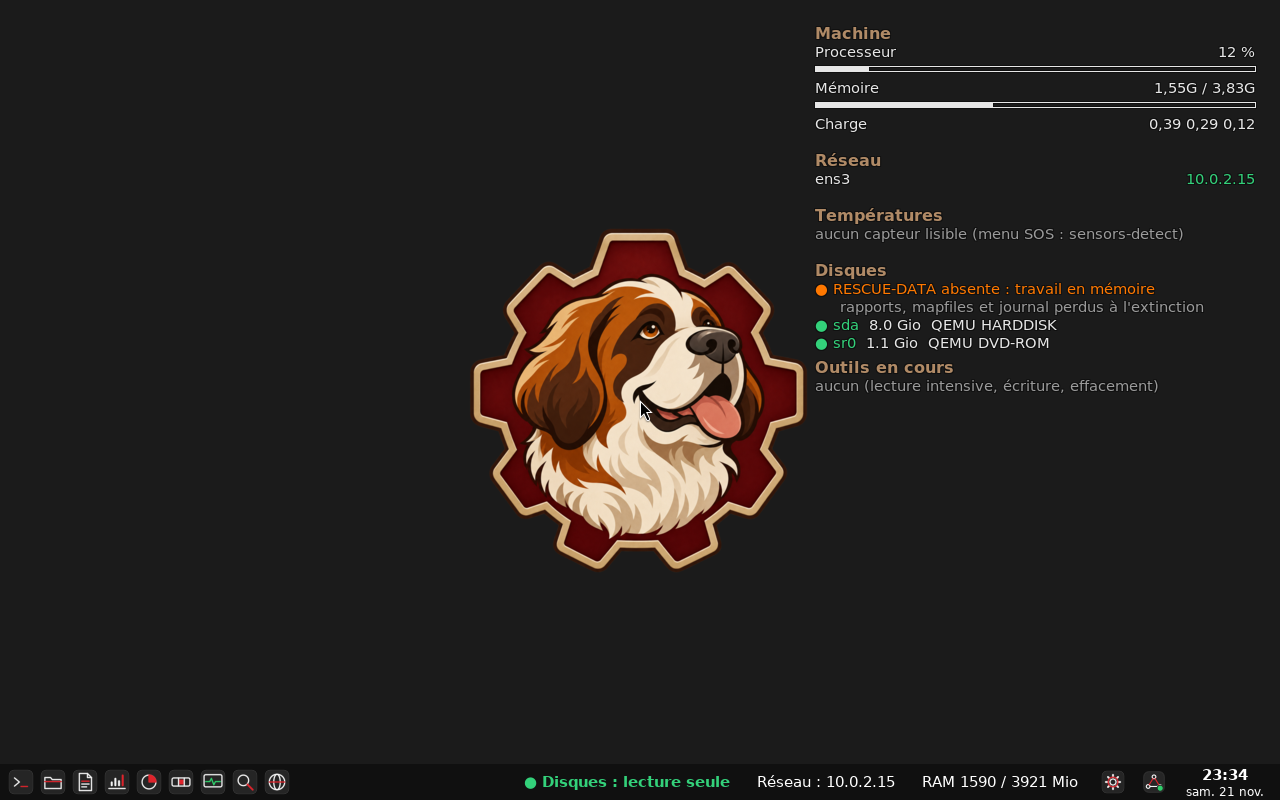 Machine
Processeur 12 %
Mémoire 1,55G / 3,83G
Charge 0,39 0,29 0,12
Réseau
ens3 10.0.2.15
Températures
aucun capteur lisible (menu SOS : sensors-detect)
Disques
● RESCUE-DATA absente : travail en mémoire
rapports, mapfiles et journal perdus à l'extinction
● sda 8.0 Gio QEMU HARDDISK
● sr0 1.1 Gio QEMU DVD-ROM
Outils en cours
aucun (lecture intensive, écriture, effacement)
● Disques : lecture seule Réseau : 10.0.2.15 RAM 1590 / 3921 Mio 23:34
sam. 21 nov.